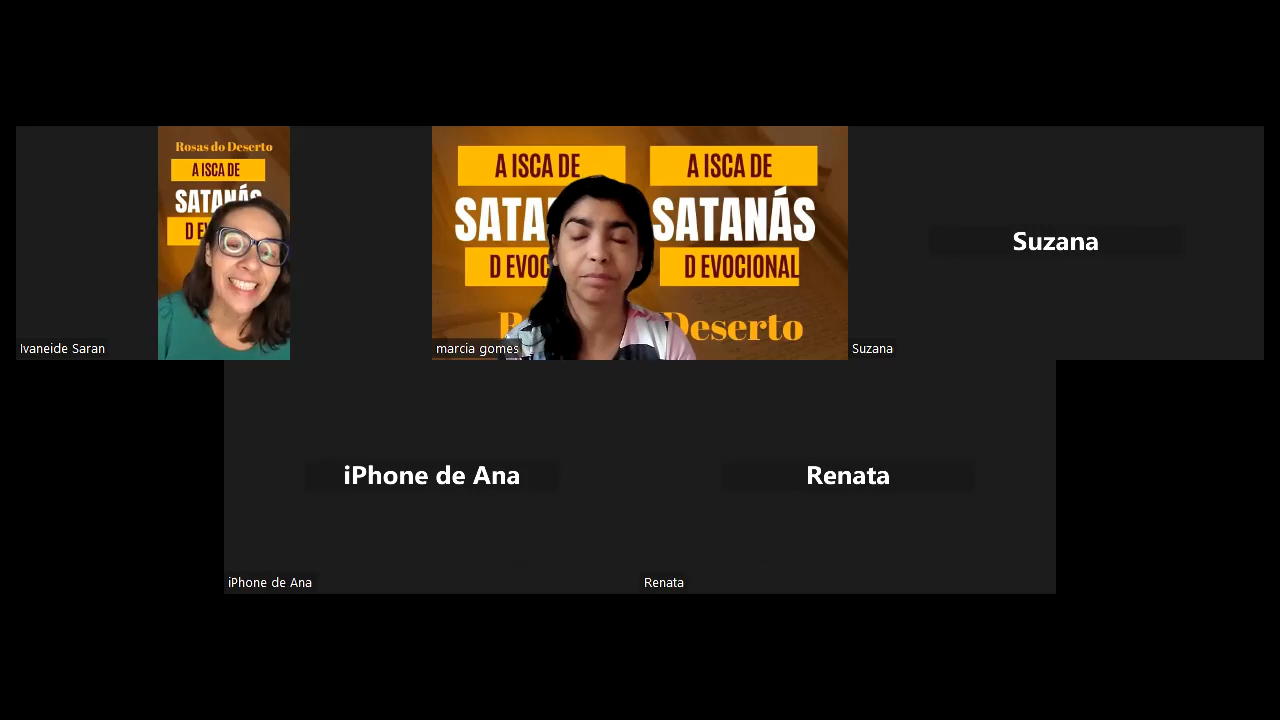 Rosas do Deserto
A ISCA DE
SATANÁS
D EV
Ivaneide Saran
A ISCA DE
A ISCA DE
SATA
SATANÁS
D EVOC
D EVOCIONAL
R
Deserto
marcia gomes
Suzana
Suzana
iPhone de Ana
Renata
iPhone de Ana
Renata